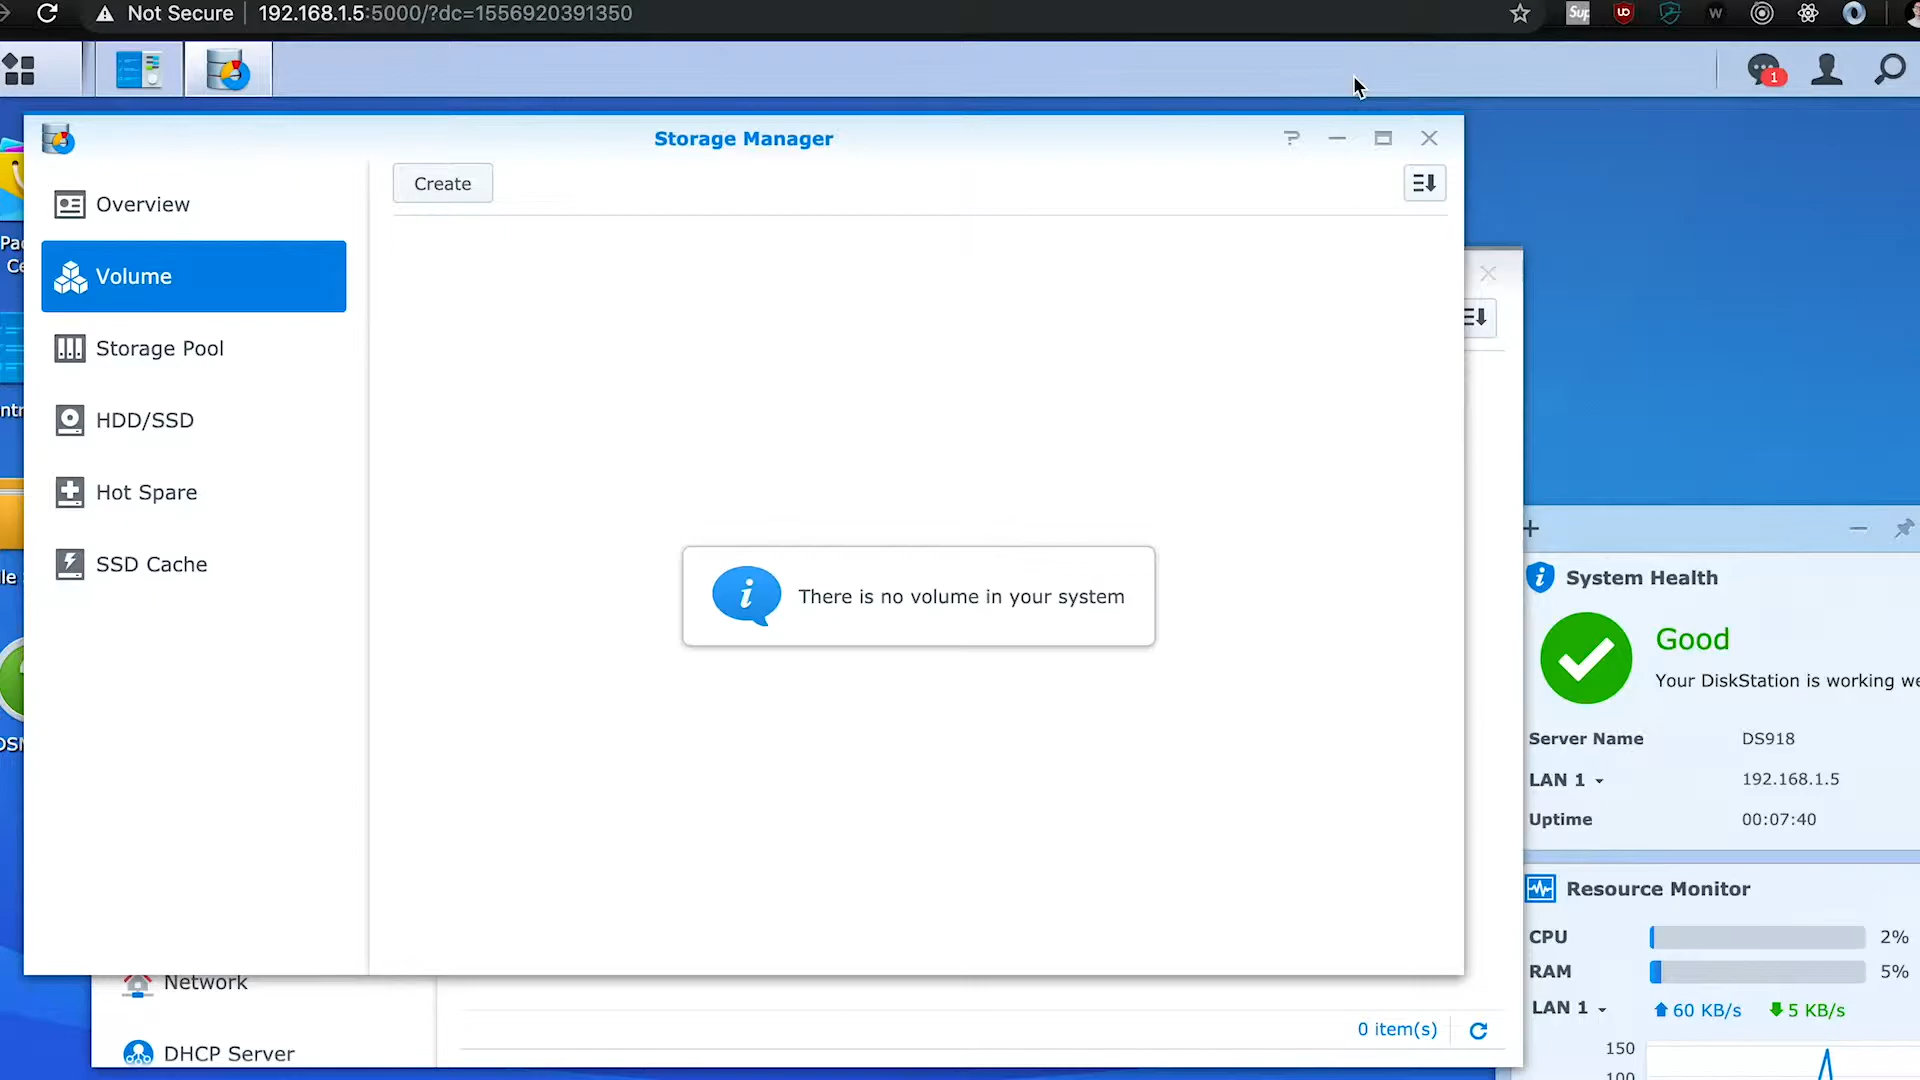 Not Secure
192.168.1.5:5000/?dc=1556920391350
Sup
W
1
Storage Manager
Create
Overview
Volume
Storage Pool
HDD/SSD
Hot Spare
SSD Cache
There is no volume in your system
System Health
Good
Your DiskStation is working we
Server Name DS918
LAN 1 192.168.1.5
Uptime 00:07:40
Resource Monitor
CPU 2%
RAM 5%
LAN 1 60 KB/s 5 KB/s
150
100
Network
DHCP Server
0 item(s)